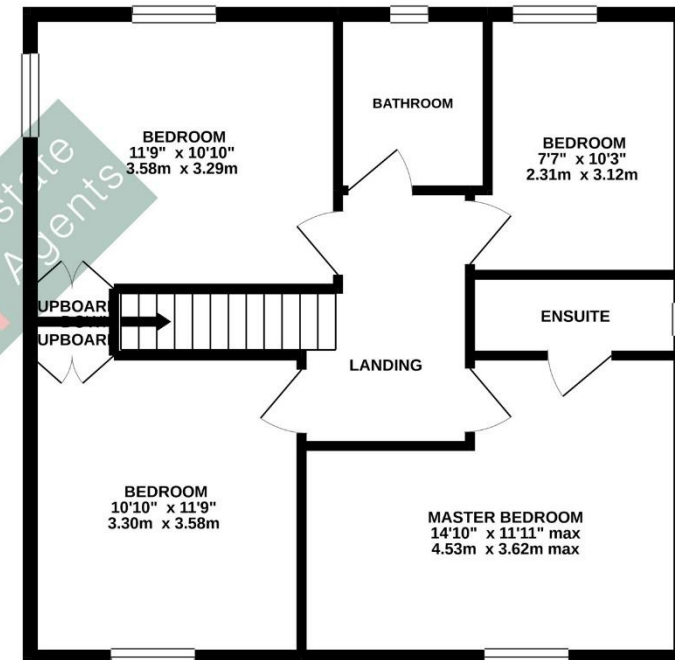 BATHROOM
BEDROOM
11'9" x 10'10"
3.58m x 3.29m
BEDROOM
7'7" x 10'3"
2.31m x 3.12m
Agents
UPBOAR
UPBOAR
ENSUITE
LANDING
BEDROOM
10'10" x 11'9"
3.30m x 3.58m
MASTER BEDROOM
14'10" x 11'11" max
4.53m x 3.62m max